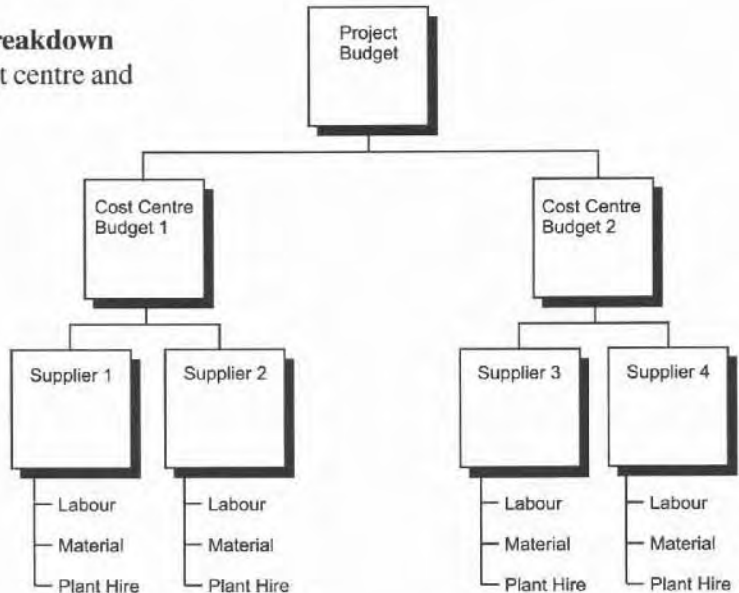 reakdown
t centre and
Project
Budget
Cost Centre
Budget 1
Cost Centre
Budget 2
Supplier 1
Supplier 2
Supplier 3
Supplier 4
Labour
Material
Plant Hire
Labour
Material
Plant Hire
Labour
Material
Plant Hire
Labour
Material
Plant Hire